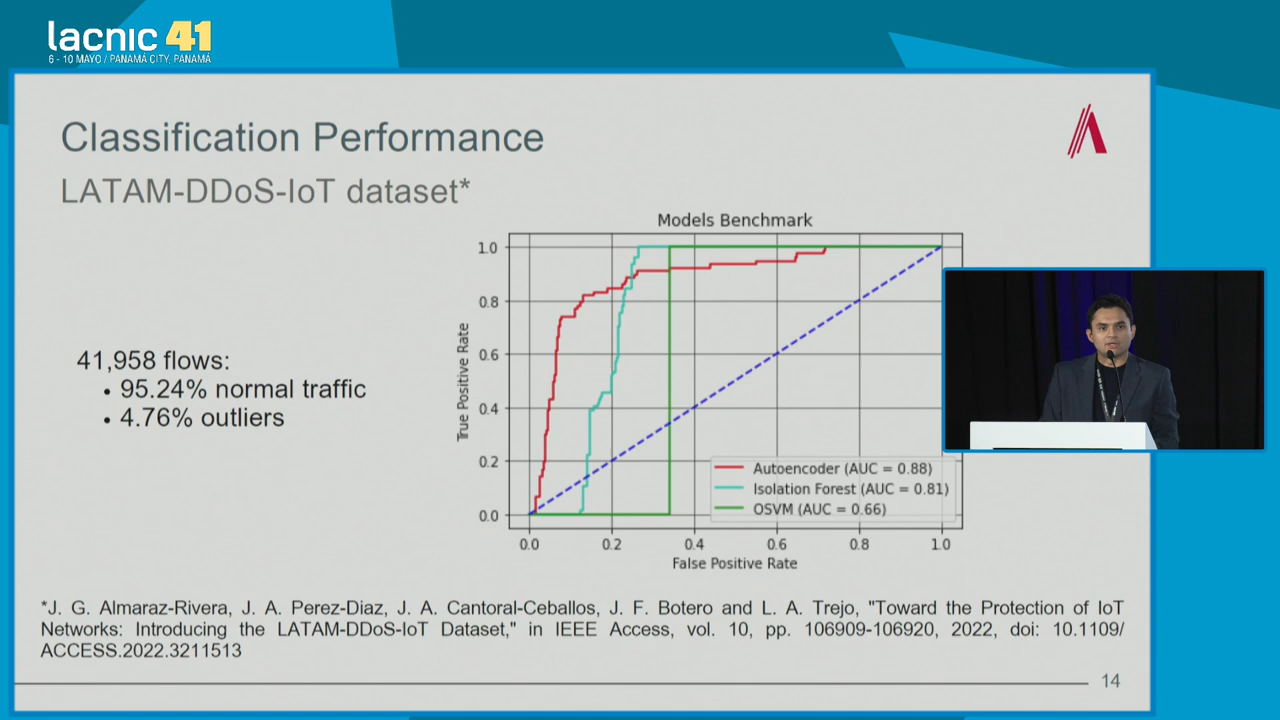 lacnic 41
6 - 10 MAYO / PANAMÁ CITY, PANAMÁ
Classification Performance
LATAM-DDoS-IoT dataset*
41,958 flows:
• 95.24% normal traffic
• 4.76% outliers
Models Benchmark
True Positive Rate
1.0
0.8
0.6
0.4
0.2
0.0
Autoencoder (AUC = 0.88)
Isolation Forest (AUC = 0.81)
OSVM (AUC = 0.66)
0.0 0.2 0.4 0.6 0.8 1.0
False Positive Rate
*J. G. Almaraz-Rivera, J. A. Perez-Diaz, J. A. Cantoral-Ceballos, J. F. Botero and L. A. Trejo, "Toward the Protection of IoT
Networks: Introducing the LATAM-DDoS-IoT Dataset," in IEEE Access, vol. 10, pp. 106909-106920, 2022, doi: 10.1109/
ACCESS.2022.3211513
14